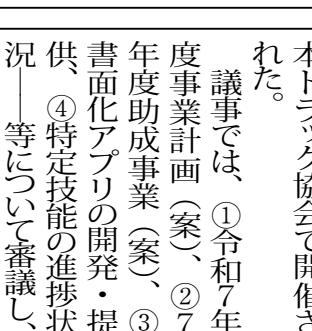 本トラック協会で開催さ
れた。
　議事では、①令和7年
度事業計画（案）、②7
年度助成事業（案）、③
書面化アプリの開発・提
供、④特定技能の進捗状
況――等について審議し、